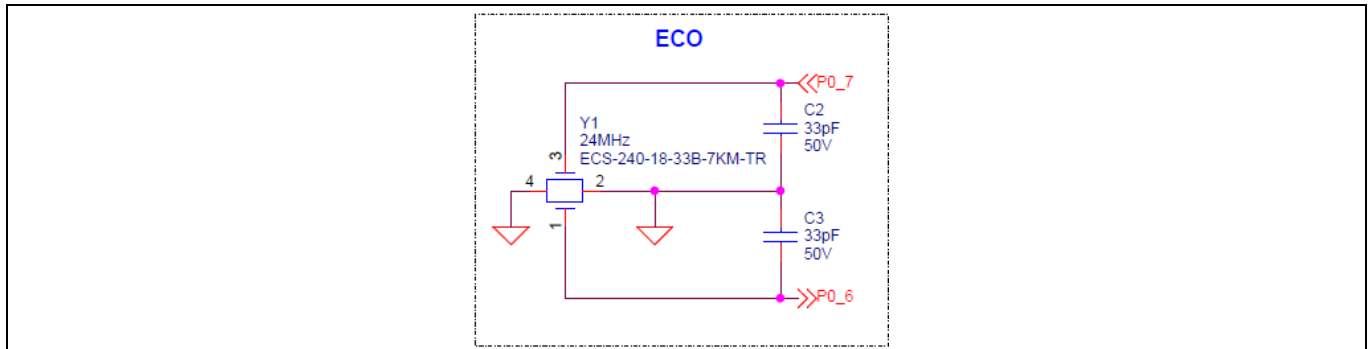 ECO
P0_7
C2
33pF
50V
Y1
24MHz
ECS-240-18-33B-7KM-TR
3
4
2
1
C3
33pF
50V
P0_6